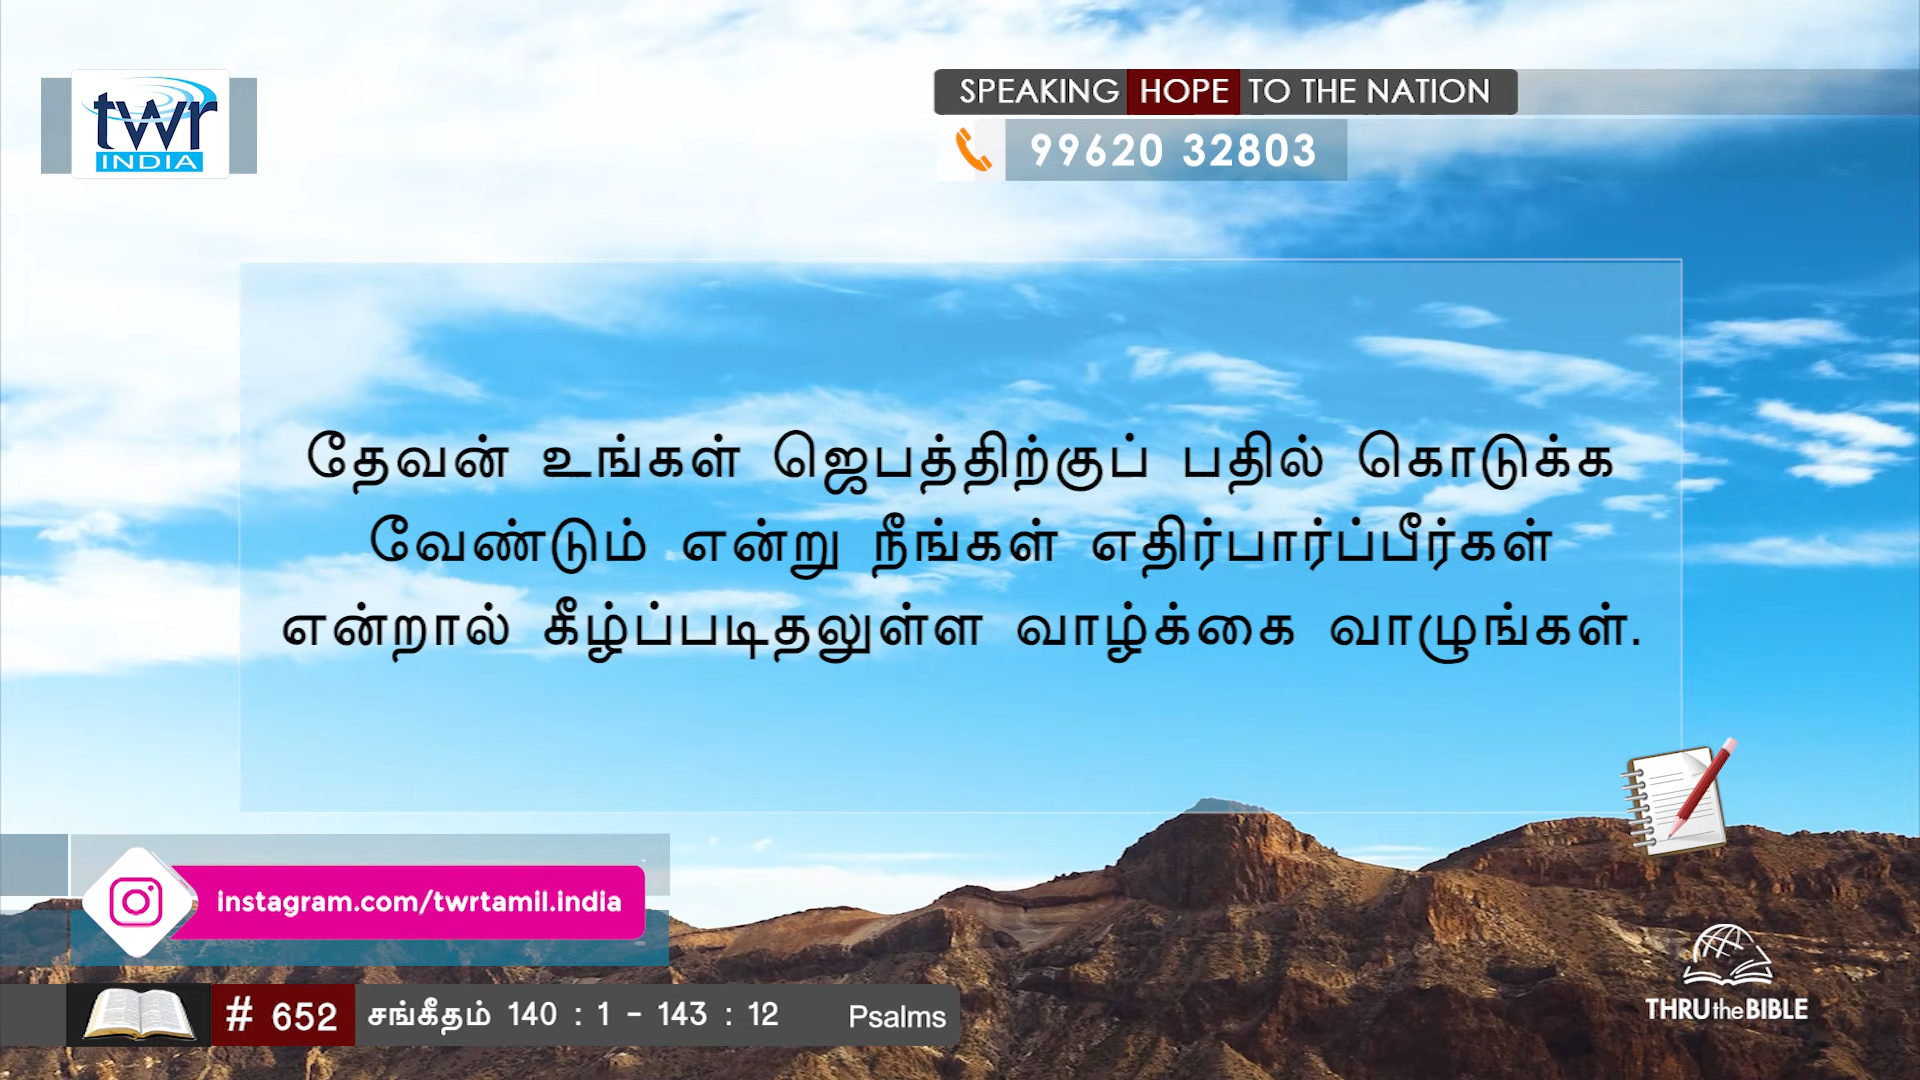 twr
INDIA
SPEAKING HOPE TO THE NATION
99620 32803
தேவன் உங்கள் ஜெபத்திற்குப் பதில் கொடுக்க
வேண்டும் என்று நீங்கள் எதிர்பார்ப்பீர்கள்
என்றால் கீழ்ப்படிதலுள்ள வாழ்க்கை வாழுங்கள்.
instagram.com/twrtamil.india
# 652 சங்கீதம் 140 : 1 - 143 : 12 Psalms
THRU the BIBLE